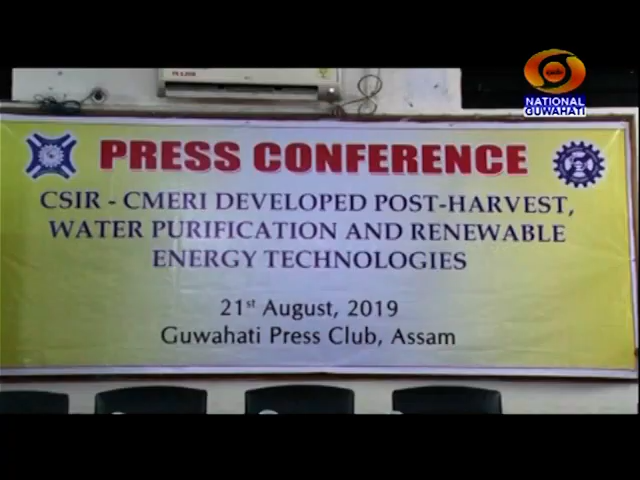 NATIONAL
GUWAHATI
PRESS CONFERENCE
CSIR - CMERI DEVELOPED POST-HARVEST,
WATER PURIFICATION AND RENEWABLE
ENERGY TECHNOLOGIES
21st August, 2019
Guwahati Press Club, Assam